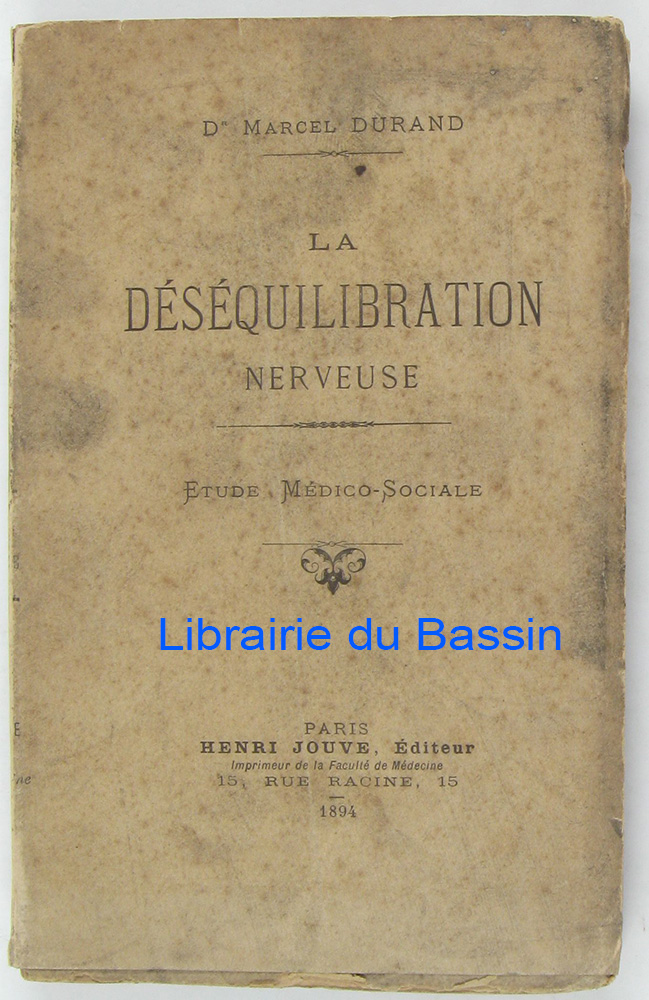 Dr Marcel DURAND
LA
DÉSÉQUILIBRATION
NERVEUSE
Etude Médico-Sociale
Librairie du Bassin
PARIS
HENRI JOUVE, Éditeur
Imprimeur de la Faculté de Médecine
15, RUE RACINE, 15
1894